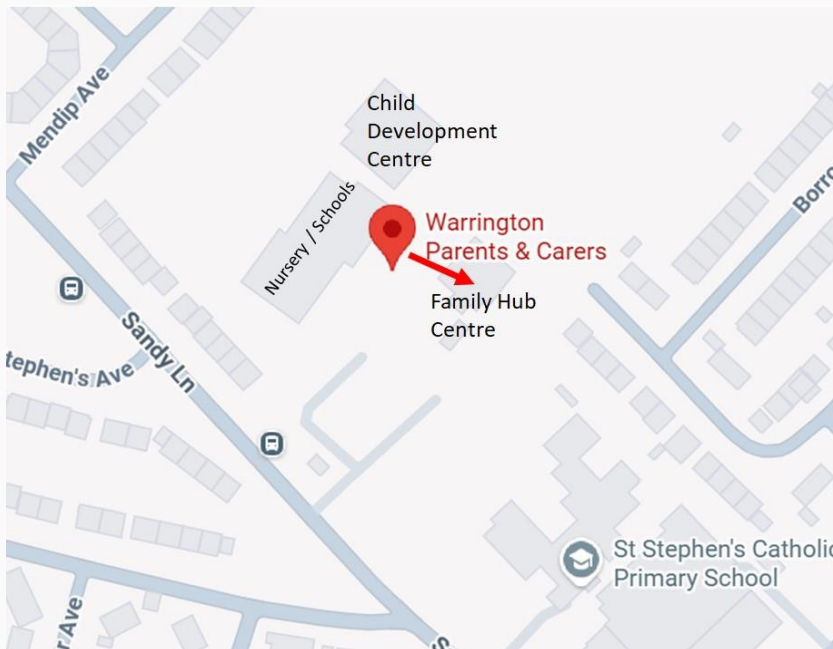 Mendip Ave
Child
Development
Centre
Nursery / Schools
Warrington
Parents & Carers
Family Hub
Centre
Borro
Sandy Ln
tephen's Ave
St Stephen's Catholic
Primary School
r Ave
S